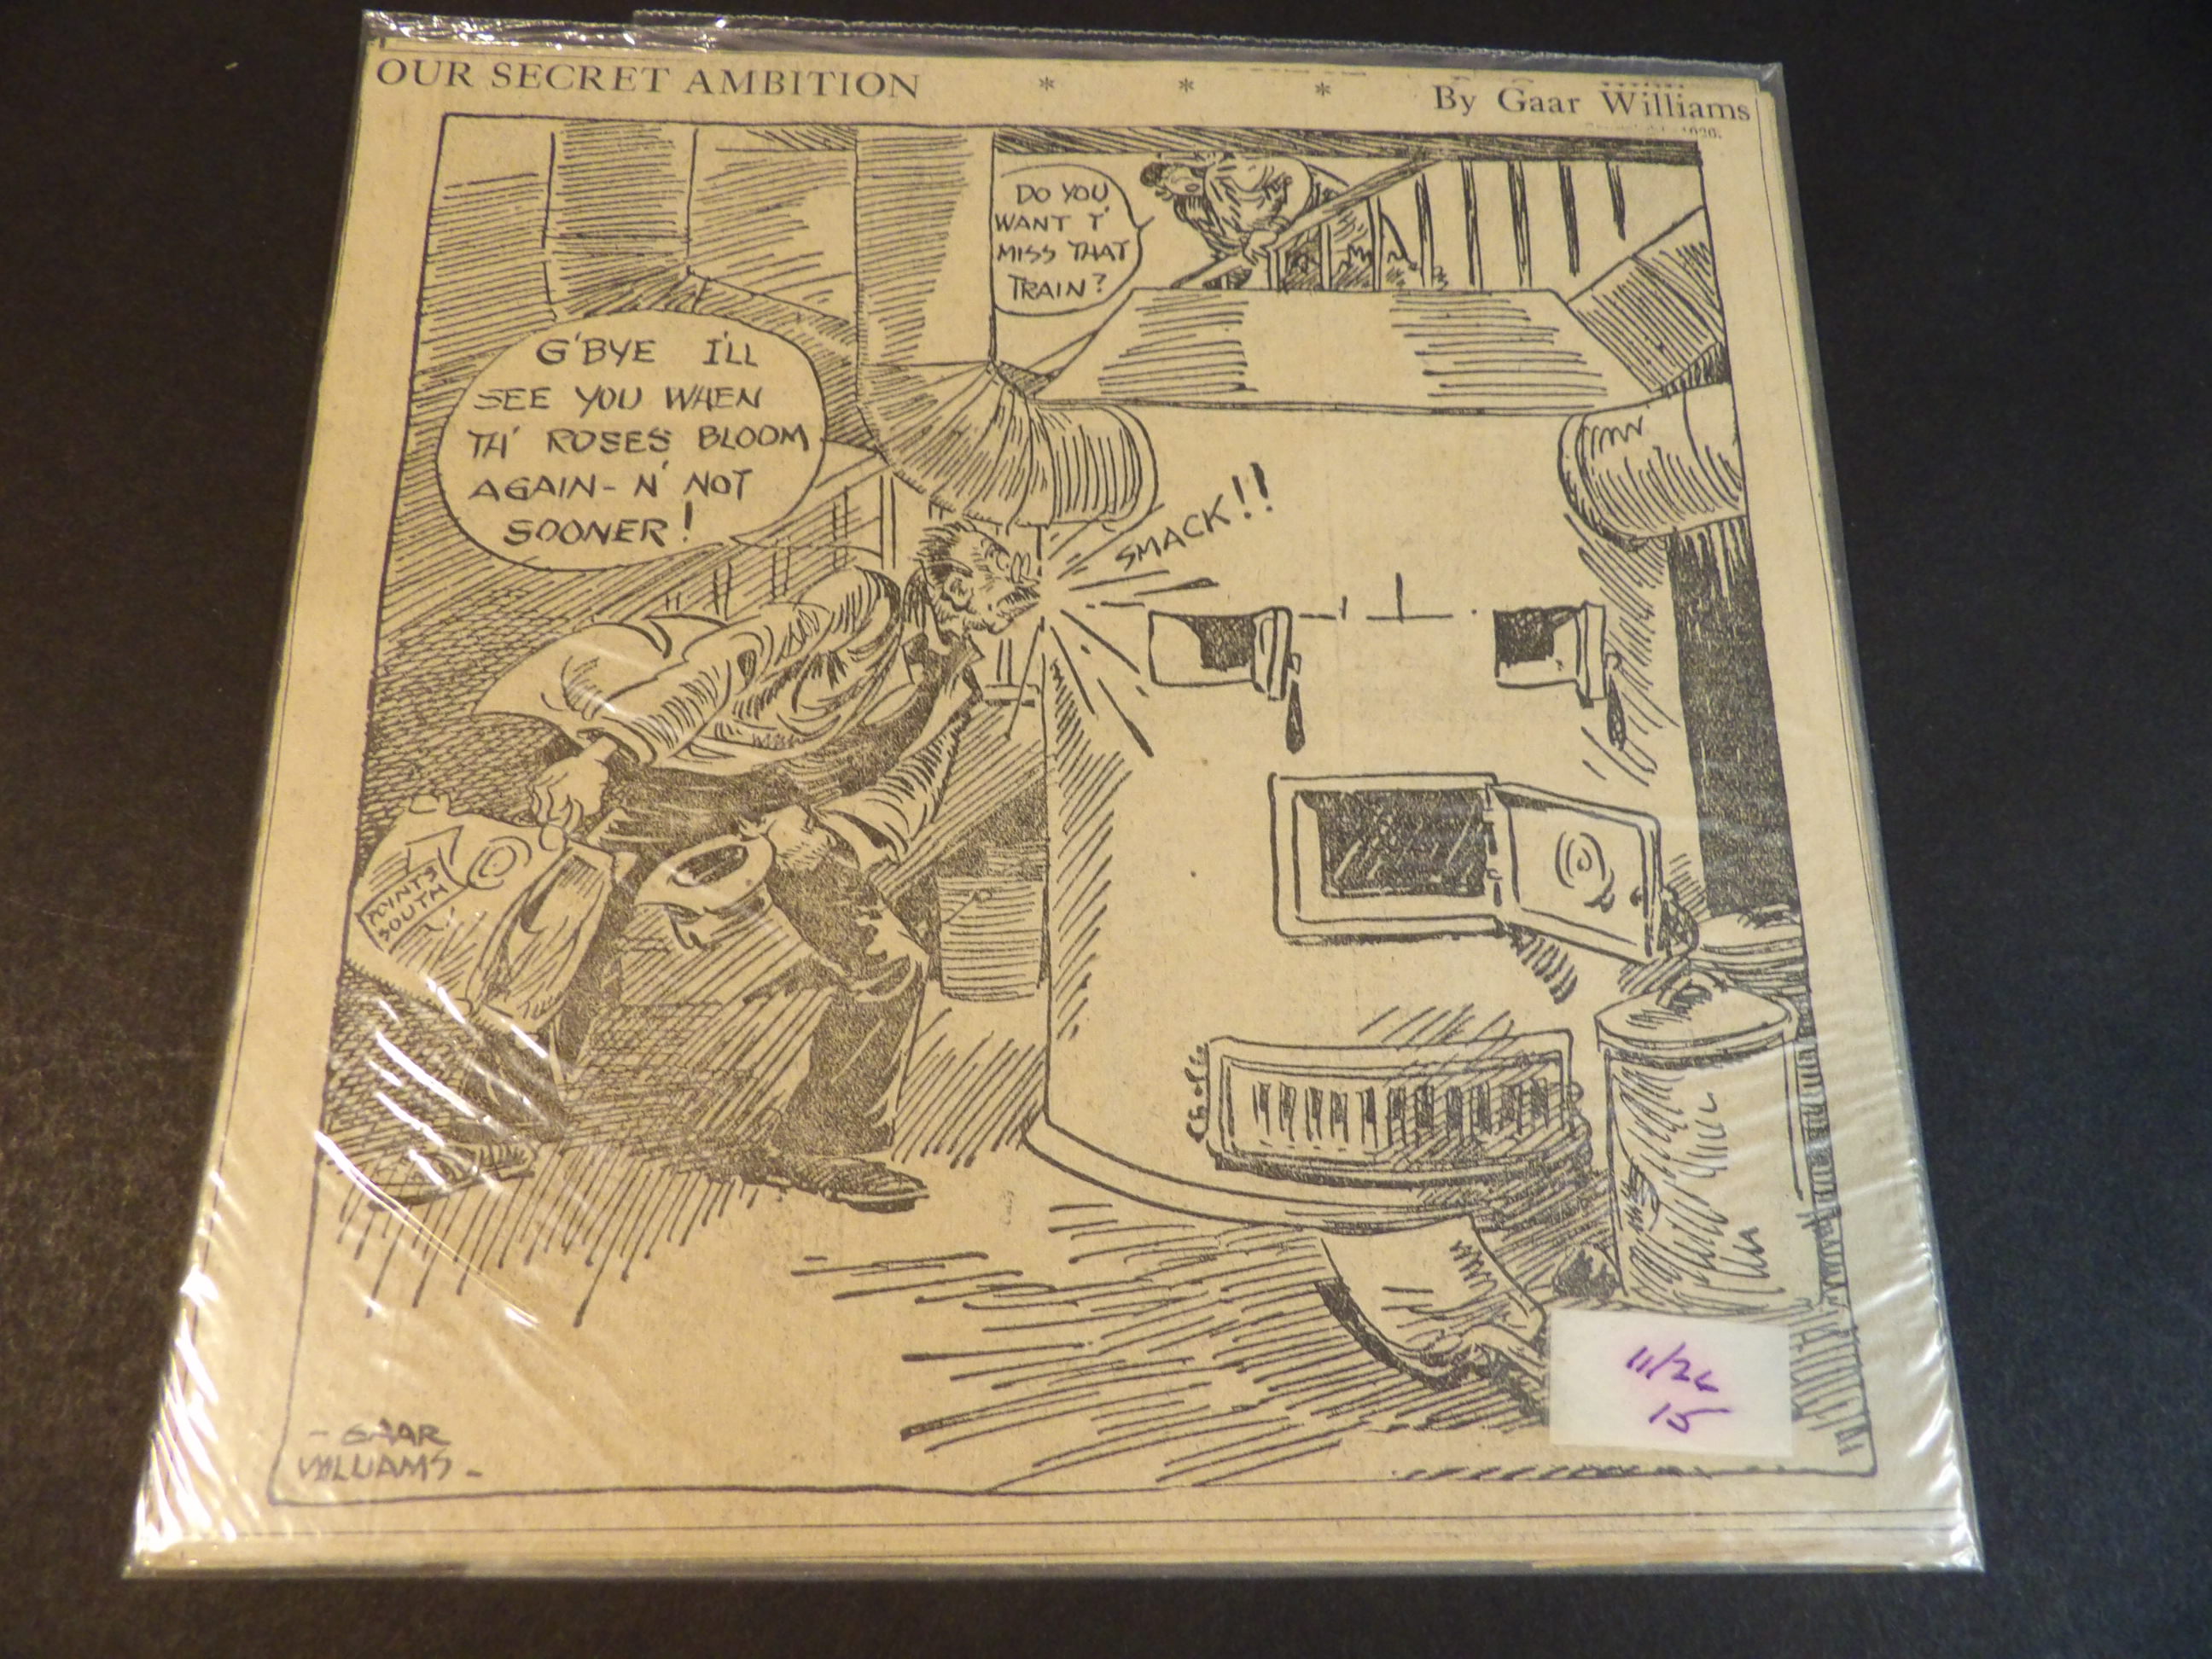 OUR SECRET AMBITION * * * By Gaar Williams
1926.
DO YOU
WANT T'
MISS THAT
TRAIN?
G'BYE I'LL
SEE YOU WHEN
TH' ROSES BLOOM
AGAIN - N' NOT
SOONER!
SMACK!!
POINTS
SOUTH
11/26
15
- GAAR
WILLIAMS -